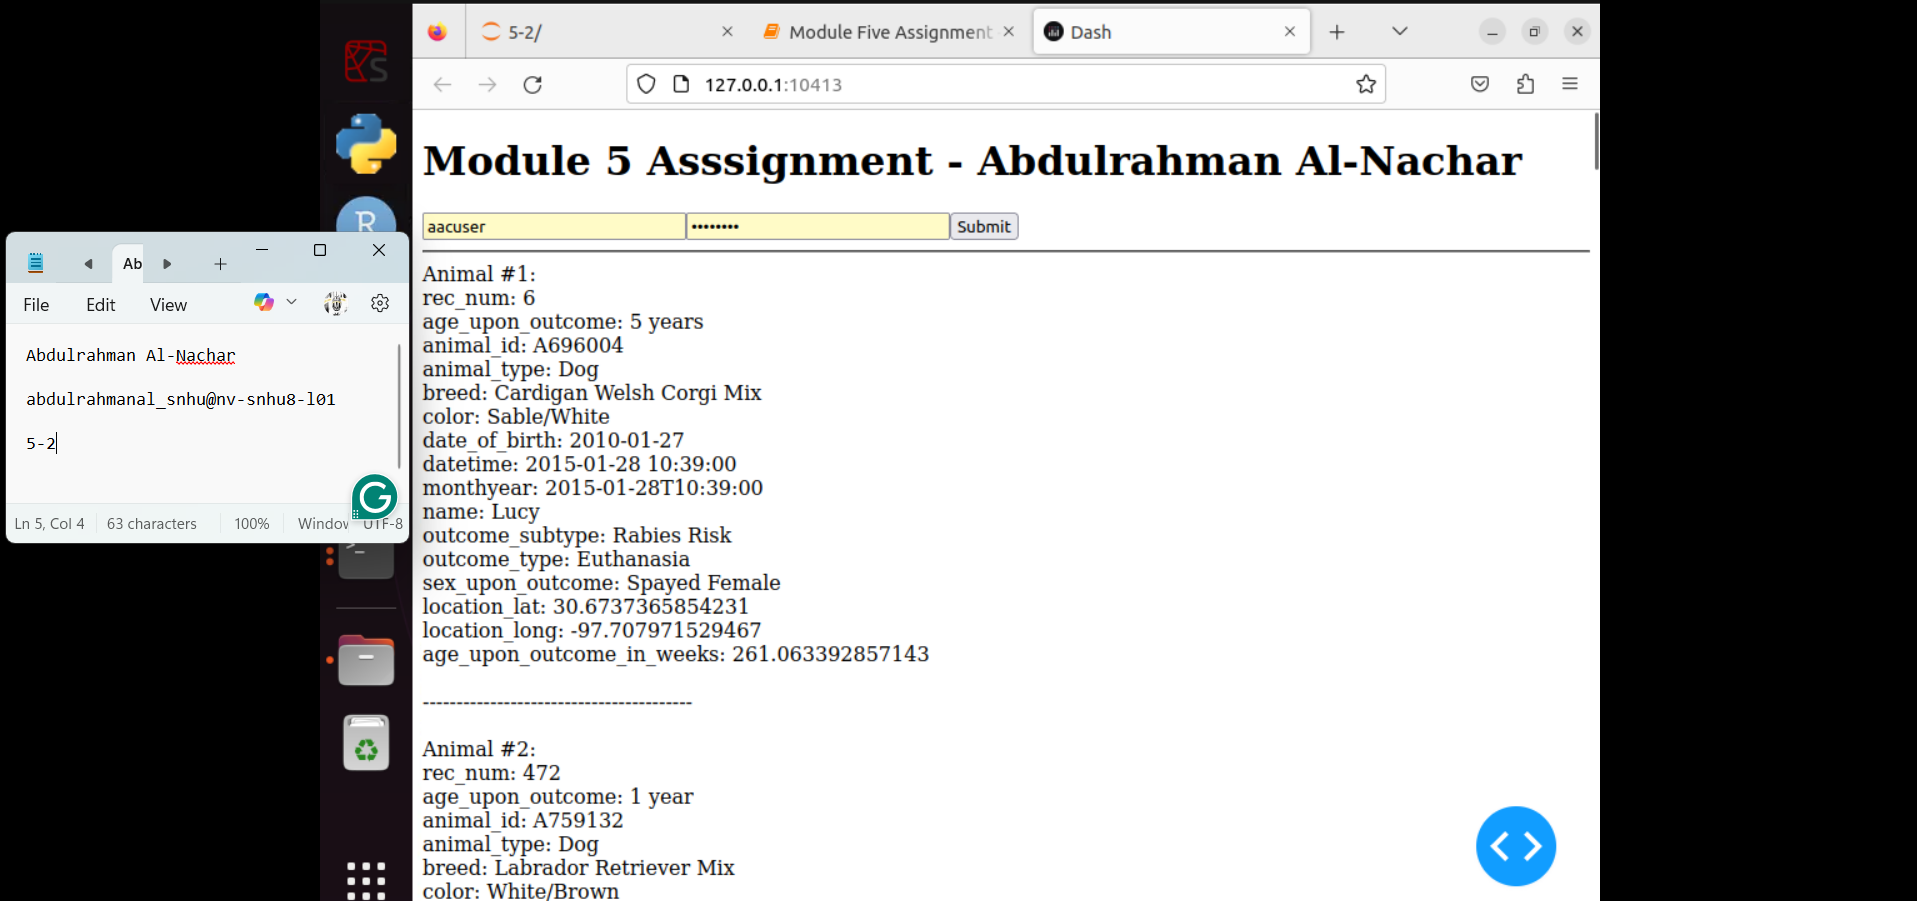 5-2/
Module Five Assignment
Dash
127.0.0.1:10413
Module 5 Asssignment - Abdulrahman Al-Nachar
aacuser
••••••••
Submit
Animal #1:
rec_num: 6
age_upon_outcome: 5 years
animal_id: A696004
animal_type: Dog
breed: Cardigan Welsh Corgi Mix
color: Sable/White
date_of_birth: 2010-01-27
datetime: 2015-01-28 10:39:00
monthyear: 2015-01-28T10:39:00
name: Lucy
outcome_subtype: Rabies Risk
outcome_type: Euthanasia
sex_upon_outcome: Spayed Female
location_lat: 30.6737365854231
location_long: -97.707971529467
age_upon_outcome_in_weeks: 261.063392857143
----------------------------------------
Animal #2:
rec_num: 472
age_upon_outcome: 1 year
animal_id: A759132
animal_type: Dog
breed: Labrador Retriever Mix
color: White/Brown
Ab
File Edit View
Abdulrahman Al-Nachar
abdulrahmanal_snhu@nv-snhu8-l01
5-2
Ln 5, Col 4 63 characters 100% Window UTF-8